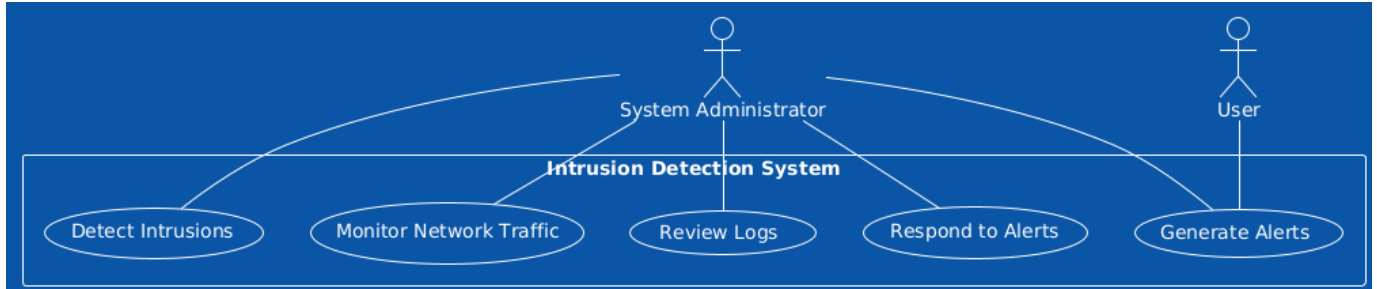 System Administrator
User
Intrusion Detection System
Detect Intrusions
Monitor Network Traffic
Review Logs
Respond to Alerts
Generate Alerts